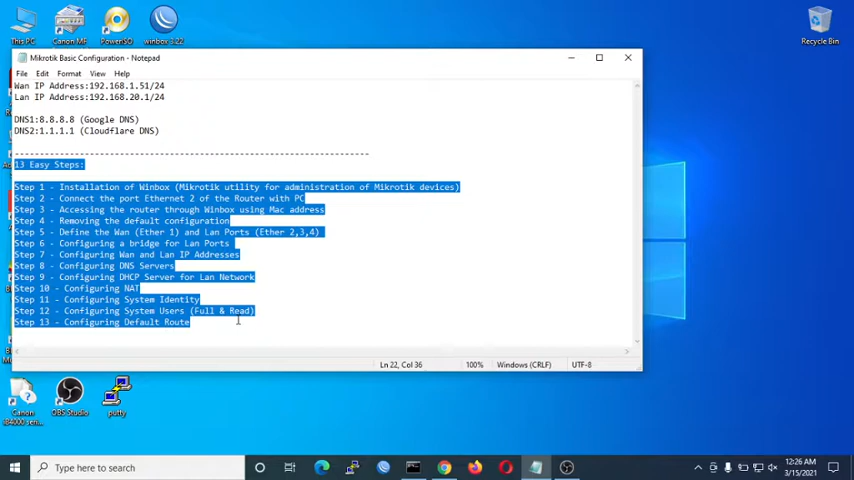 This PC
Canon MF
PowerISO
winbox-3.22
Recycle Bin
Mikrotik Basic Configuration - Notepad
File Edit Format View Help
Wan IP Address:192.168.1.51/24
Lan IP Address:192.168.20.1/24
DNS1:8.8.8.8 (Google DNS)
DNS2:1.1.1.1 (Cloudflare DNS)
-----------------------------------------------------------------------
13 Easy Steps:
Step 1 - Installation of Winbox (Mikrotik utility for administration of Mikrotik devices)
Step 2 - Connect the port Ethernet 2 of the Router with PC
Step 3 - Accessing the router through Winbox using Mac address
Step 4 - Removing the default configuration
Step 5 - Define the Wan (Ether 1) and Lan Ports (Ether 2,3,4)
Step 6 - Configuring a bridge for Lan Ports
Step 7 - Configuring Wan and Lan IP Addresses
Step 8 - Configuring DNS Servers
Step 9 - Configuring DHCP Server for Lan Network
Step 10 - Configuring NAT
Step 11 - Configuring System Identity
Step 12 - Configuring System Users (Full & Read)
Step 13 - Configuring Default Route
Ln 22, Col 36 100% Windows (CRLF) UTF-8
Canon
iB4000 seri...
OBS Studio
putty
Type here to search
12:26 AM
3/15/2021